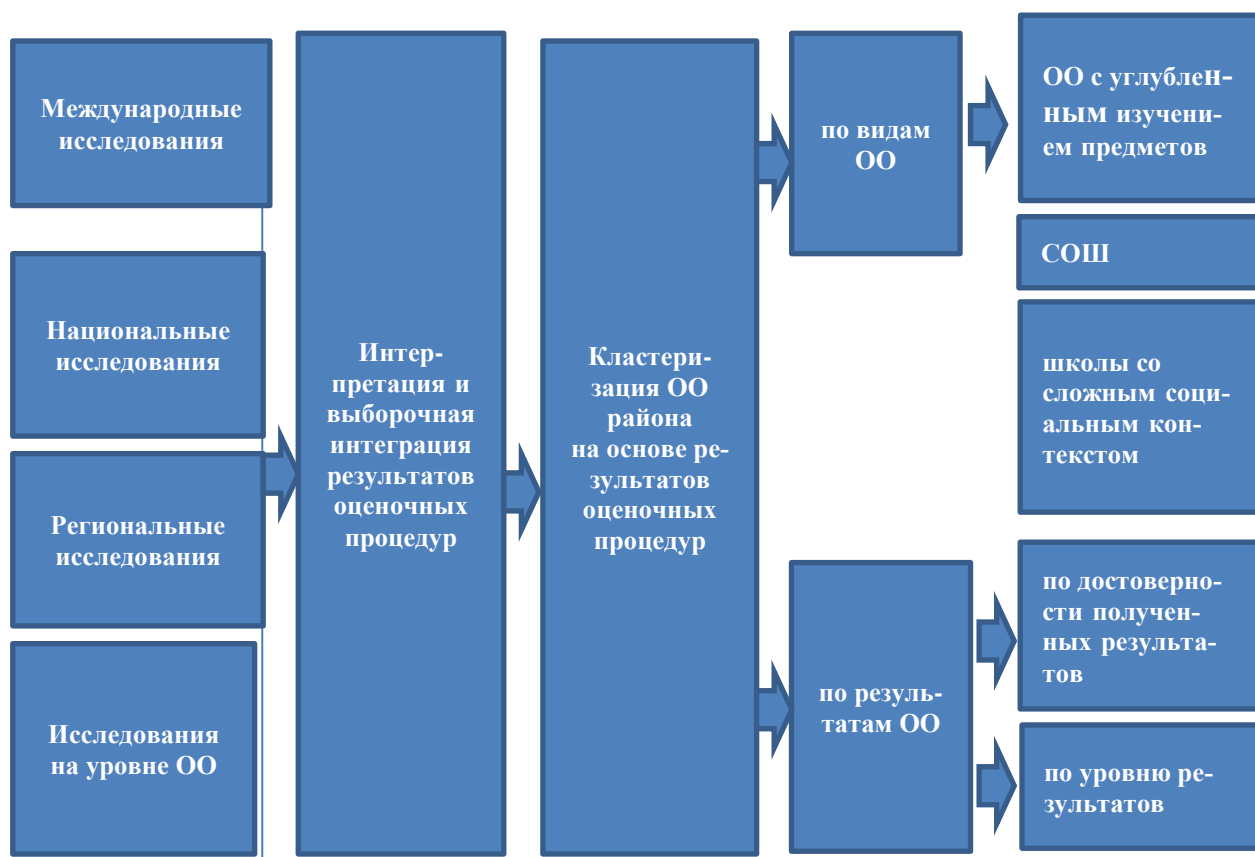 Международные
исследования
Национальные
исследования
Региональные
исследования
Исследования
на уровне ОО
Интер-
претация и
выборочная
интеграция
результатов
оценочных
процедур
Кластери-
зация ОО
района
на основе ре-
зультатов
оценочных
процедур
по видам
ОО
ОО с углублен-
ным изучени-
ем предметов
СОШ
школы со
сложным соци-
альным кон-
текстом
по резуль-
татам ОО
по достоверно-
сти получен-
ных результа-
тов
по уровню ре-
зультатов